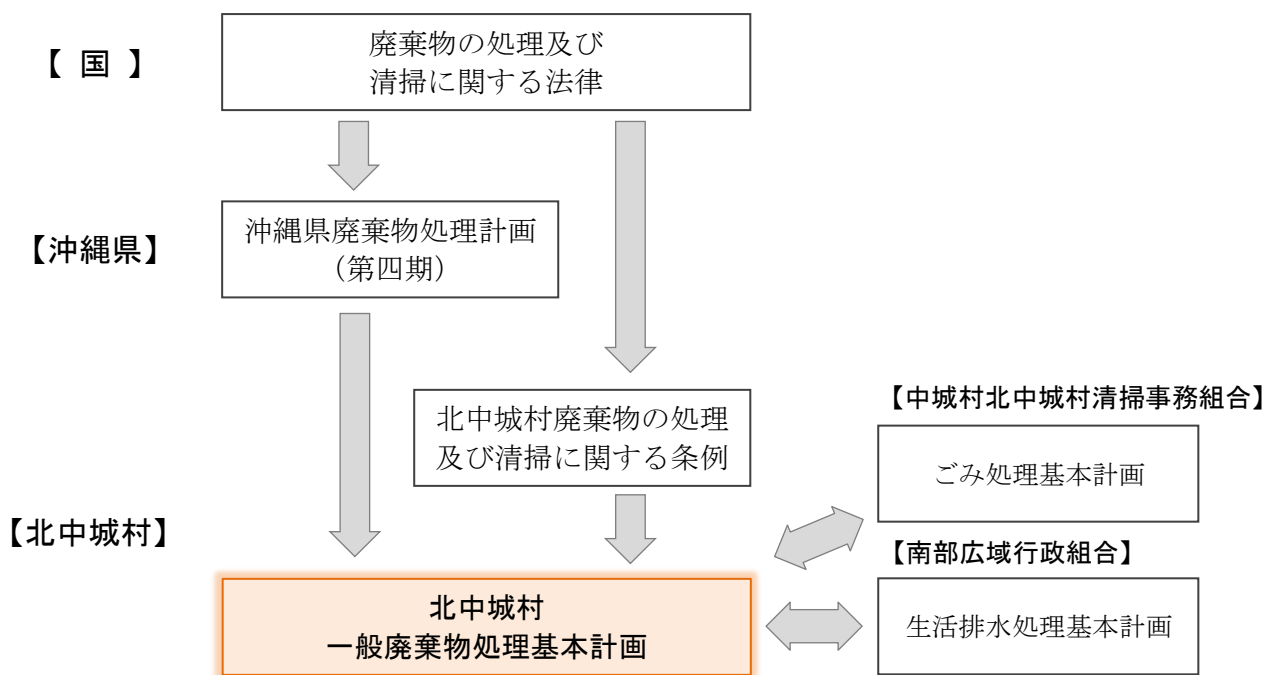 【 国 】
廃棄物の処理及び
清掃に関する法律
【沖縄県】
沖縄県廃棄物処理計画
（第四期）
北中城村廃棄物の処理
及び清掃に関する条例
【中城村北中城村清掃事務組合】
ごみ処理基本計画
【北中城村】
【南部広域行政組合】
北中城村
一般廃棄物処理基本計画
生活排水処理基本計画